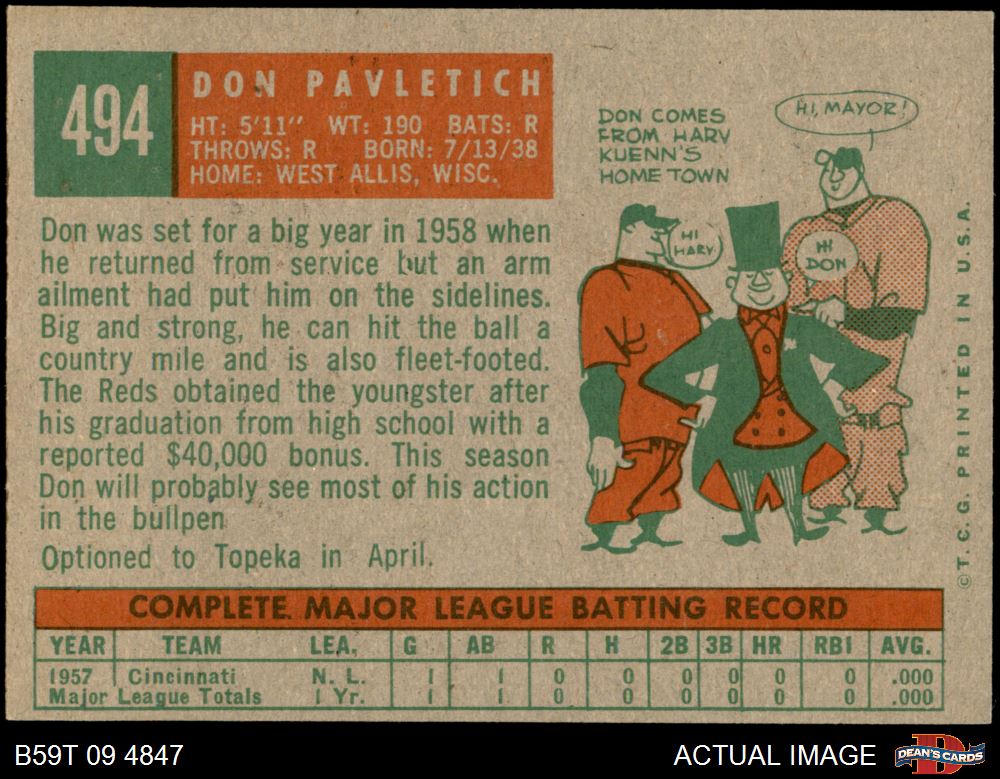 494
DON PAVLETICH
HT: 5'11" WT: 190 BATS: R
THROWS: R BORN: 7/13/38
HOME: WEST ALLIS, WISC.
Don was set for a big year in 1958 when
he returned from service but an arm
ailment had put him on the sidelines.
Big and strong, he can hit the ball a
country mile and is also fleet-footed.
The Reds obtained the youngster after
his graduation from high school with a
reported $40,000 bonus. This season
Don will probably see most of his action
in the bullpen
Optioned to Topeka in April.
DON COMES
FROM HARV
KUENN'S
HOME TOWN
HI, MAYOR!
HI
HARV
HI
DON
©T. C. G. PRINTED IN U.S.A.
COMPLETE MAJOR LEAGUE BATTING RECORD
YEAR TEAM LEA. G AB R H 2B 3B HR RBI AVG.
1957 Cincinnati N. L. 1 1 0 0 0 0 0 0 .000
Major League Totals 1 Yr. 1 1 0 0 0 0 0 0 .000
B59T 09 4847
ACTUAL IMAGE
DEAN'S CARDS